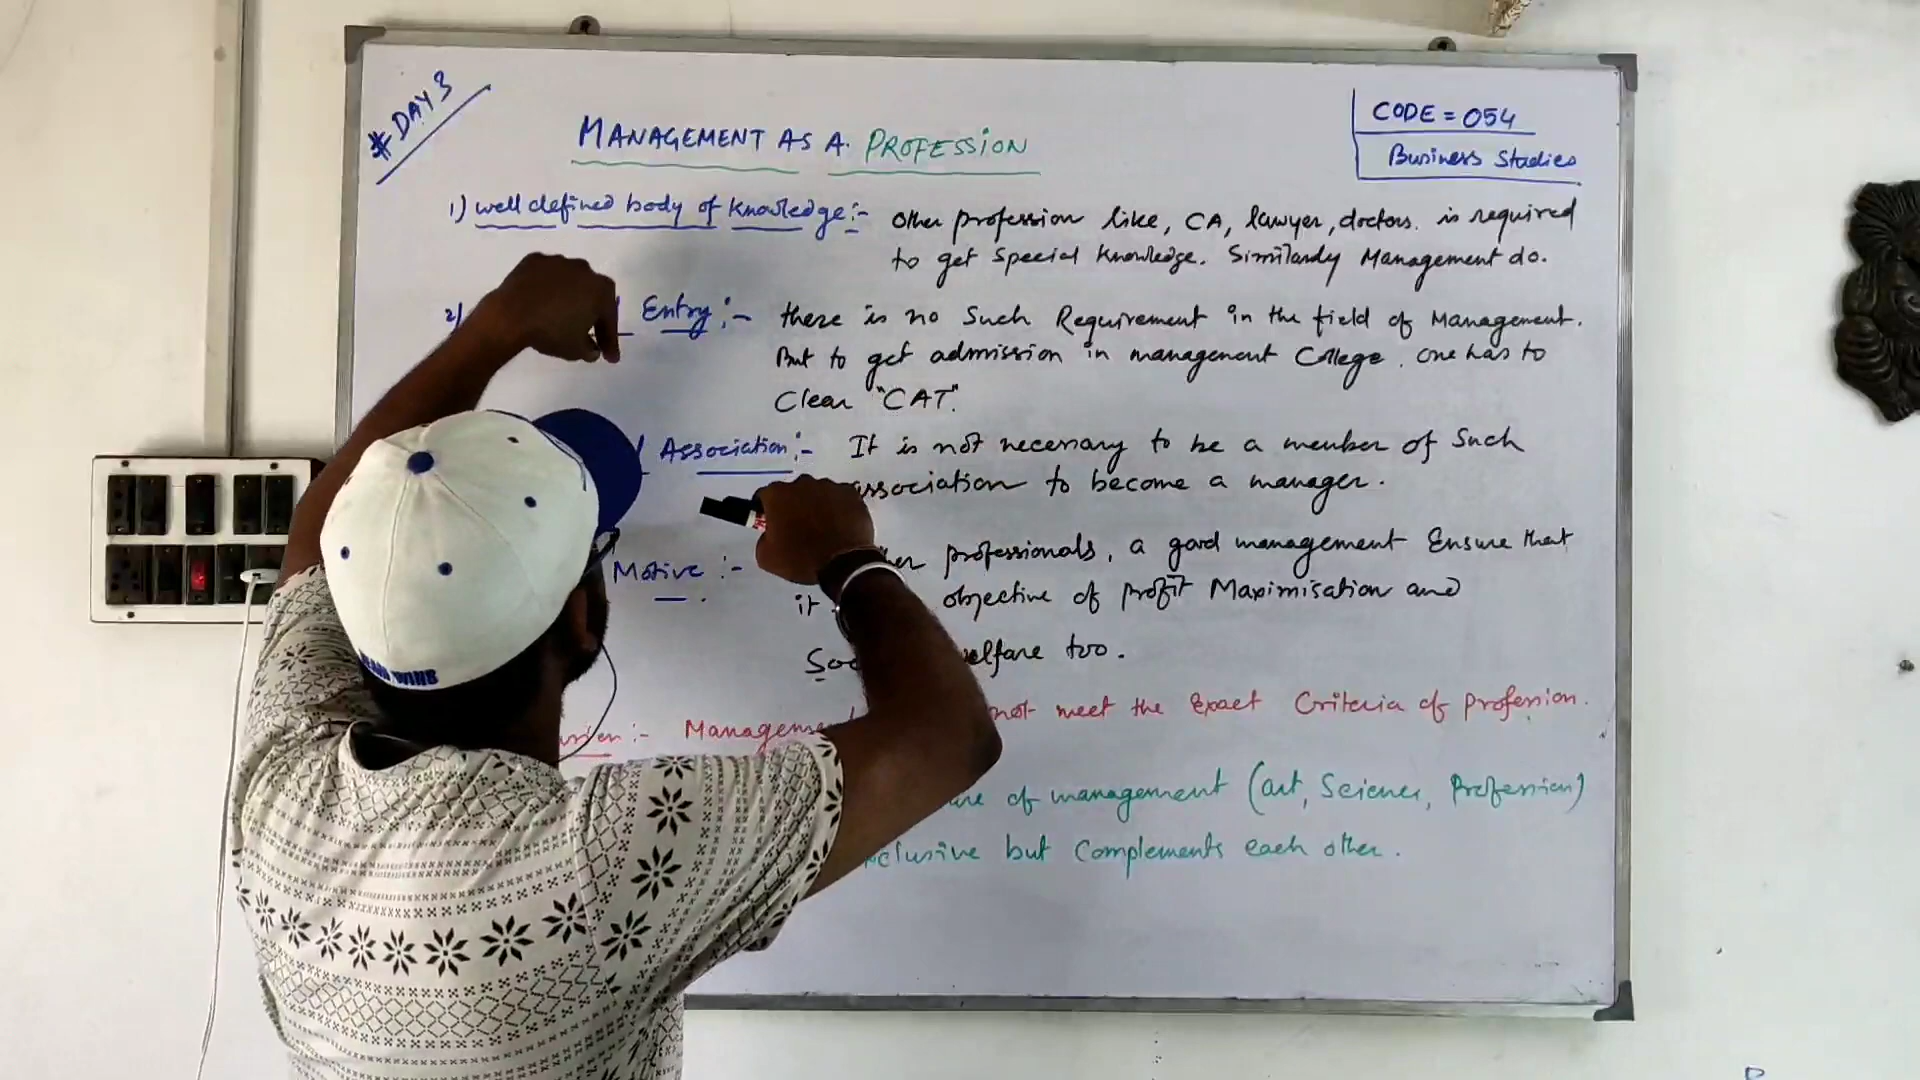 #DAY 3
CODE = 054
Business Studies
MANAGEMENT AS A. PROFESSION
1) well defined body of knowledge:- Other profession like, CA, lawyer, doctors. is required
to get special knowledge. Similardy Management do.
2) Entry:- there is no Such Requirement in the field of Management.
But to get admission in management College. one has to
Clear "CAT".
Association:- It is not necessary to be a member of Such
association to become a manager.
Motive:- professionals, a good management Ensure that
it objective of profit Maximisation and
welfare too.
Management not meet the Exact Criteria of profession.
of management (art, Science, Profession)
but Complements each other.